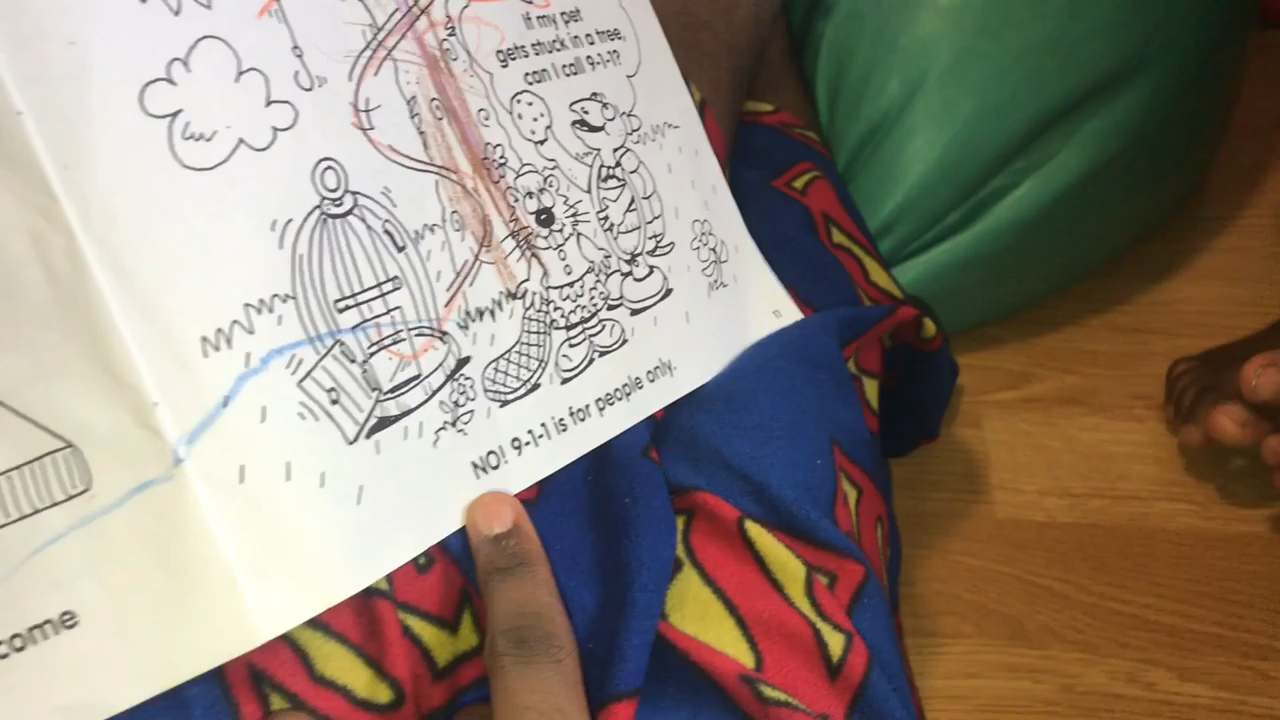 If my pet
gets stuck in a tree,
can I call 9-1-1?
11
NO! 9-1-1 is for people only.
come